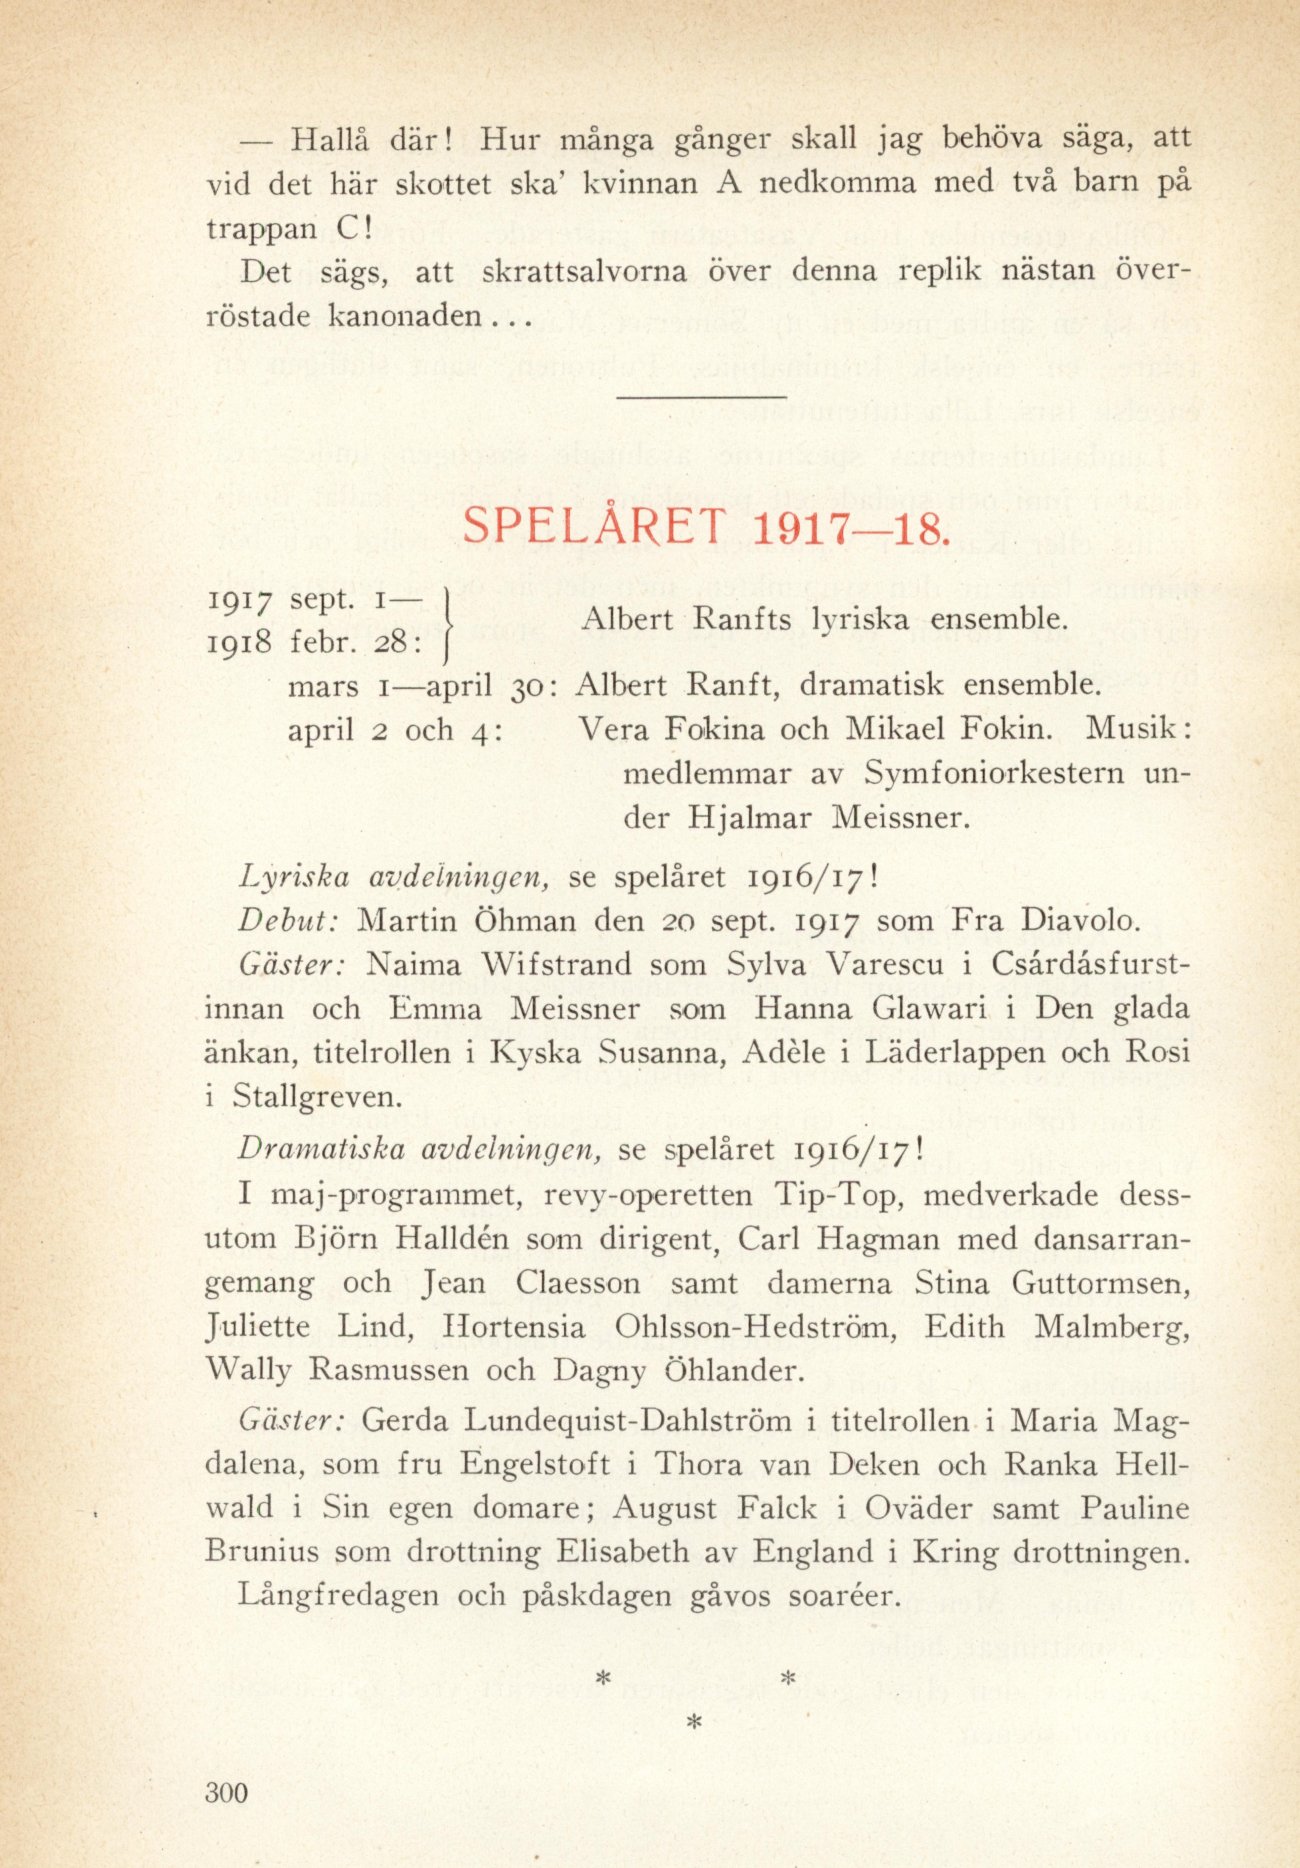 — Hallå där! Hur många gånger skall jag behöva säga, att
vid det här skottet ska' kvinnan A nedkomma med två barn på
trappan C!
Det sägs, att skrattsalvorna över denna replik nästan över-
röstade kanonaden...
SPELÅRET 1917—18.
1917 sept. 1—
1918 febr. 28: } Albert Ranfts lyriska ensemble.
mars 1—april 30: Albert Ranft, dramatisk ensemble.
april 2 och 4: Vera Fokina och Mikael Fokin. Musik:
medlemmar av Symfoniorkestern un-
der Hjalmar Meissner.
Lyriska avdelningen, se spelåret 1916/17!
Debut: Martin Öhman den 20 sept. 1917 som Fra Diavolo.
Gäster: Naima Wifstrand som Sylva Varescu i Csárdásfurst-
innan och Emma Meissner som Hanna Glawari i Den glada
änkan, titelrollen i Kyska Susanna, Adèle i Läderlappen och Rosi
i Stallgreven.
Dramatiska avdelningen, se spelåret 1916/17!
I maj-programmet, revy-operetten Tip-Top, medverkade dess-
utom Björn Halldén som dirigent, Carl Hagman med dansarran-
gemang och Jean Claesson samt damerna Stina Guttormsen,
Juliette Lind, Hortensia Ohlsson-Hedström, Edith Malmberg,
Wally Rasmussen och Dagny Öhlander.
Gäster: Gerda Lundequist-Dahlström i titelrollen i Maria Mag-
dalena, som fru Engelstoft i Thora van Deken och Ranka Hell-
wald i Sin egen domare; August Falck i Oväder samt Pauline
Brunius som drottning Elisabeth av England i Kring drottningen.
Långfredagen och påskdagen gåvos soaréer.
* *
*
300